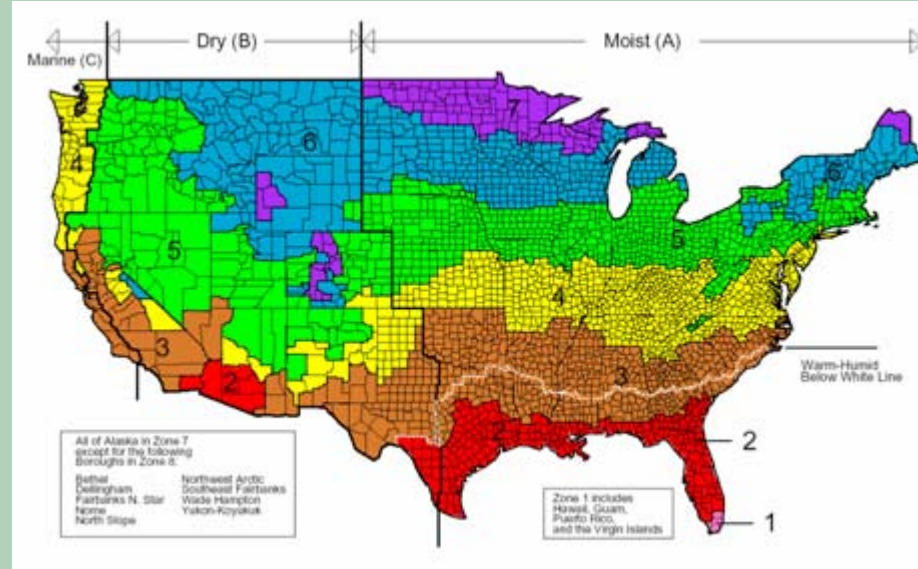 Marine (C)
Dry (B)
Moist (A)
7
6
6
4
5
5
4
3
3
2
2
Warm-Humid
Below White Line
2
1
All of Alaska in Zone 7
except for the following
Boroughs in Zone 8:
Bethel Northwest Arctic
Dellingham Southeast Fairbanks
Fairbanks N. Star Wade Hampton
Nome Yukon-Koyukuk
North Slope
Zone 1 includes
Hawaii, Guam,
Puerto Rico,
and the Virgin Islands